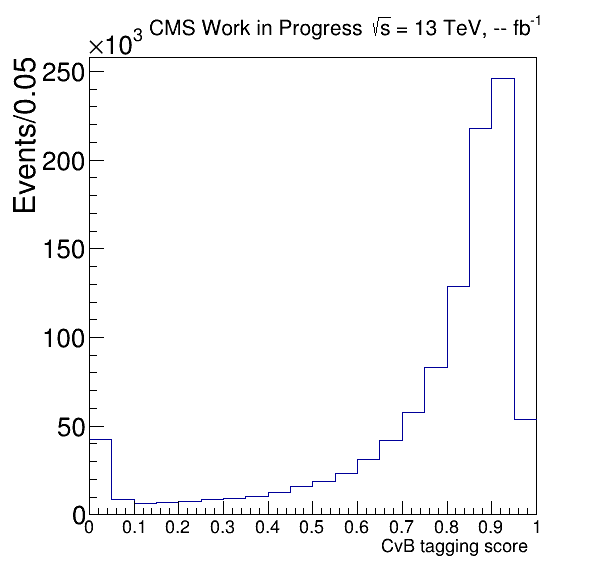 ×10³ CMS Work in Progress √s = 13 TeV, -- fb⁻¹
Events/0.05
250
200
150
100
50
0
0 0.1 0.2 0.3 0.4 0.5 0.6 0.7 0.8 0.9 1
CvB tagging score